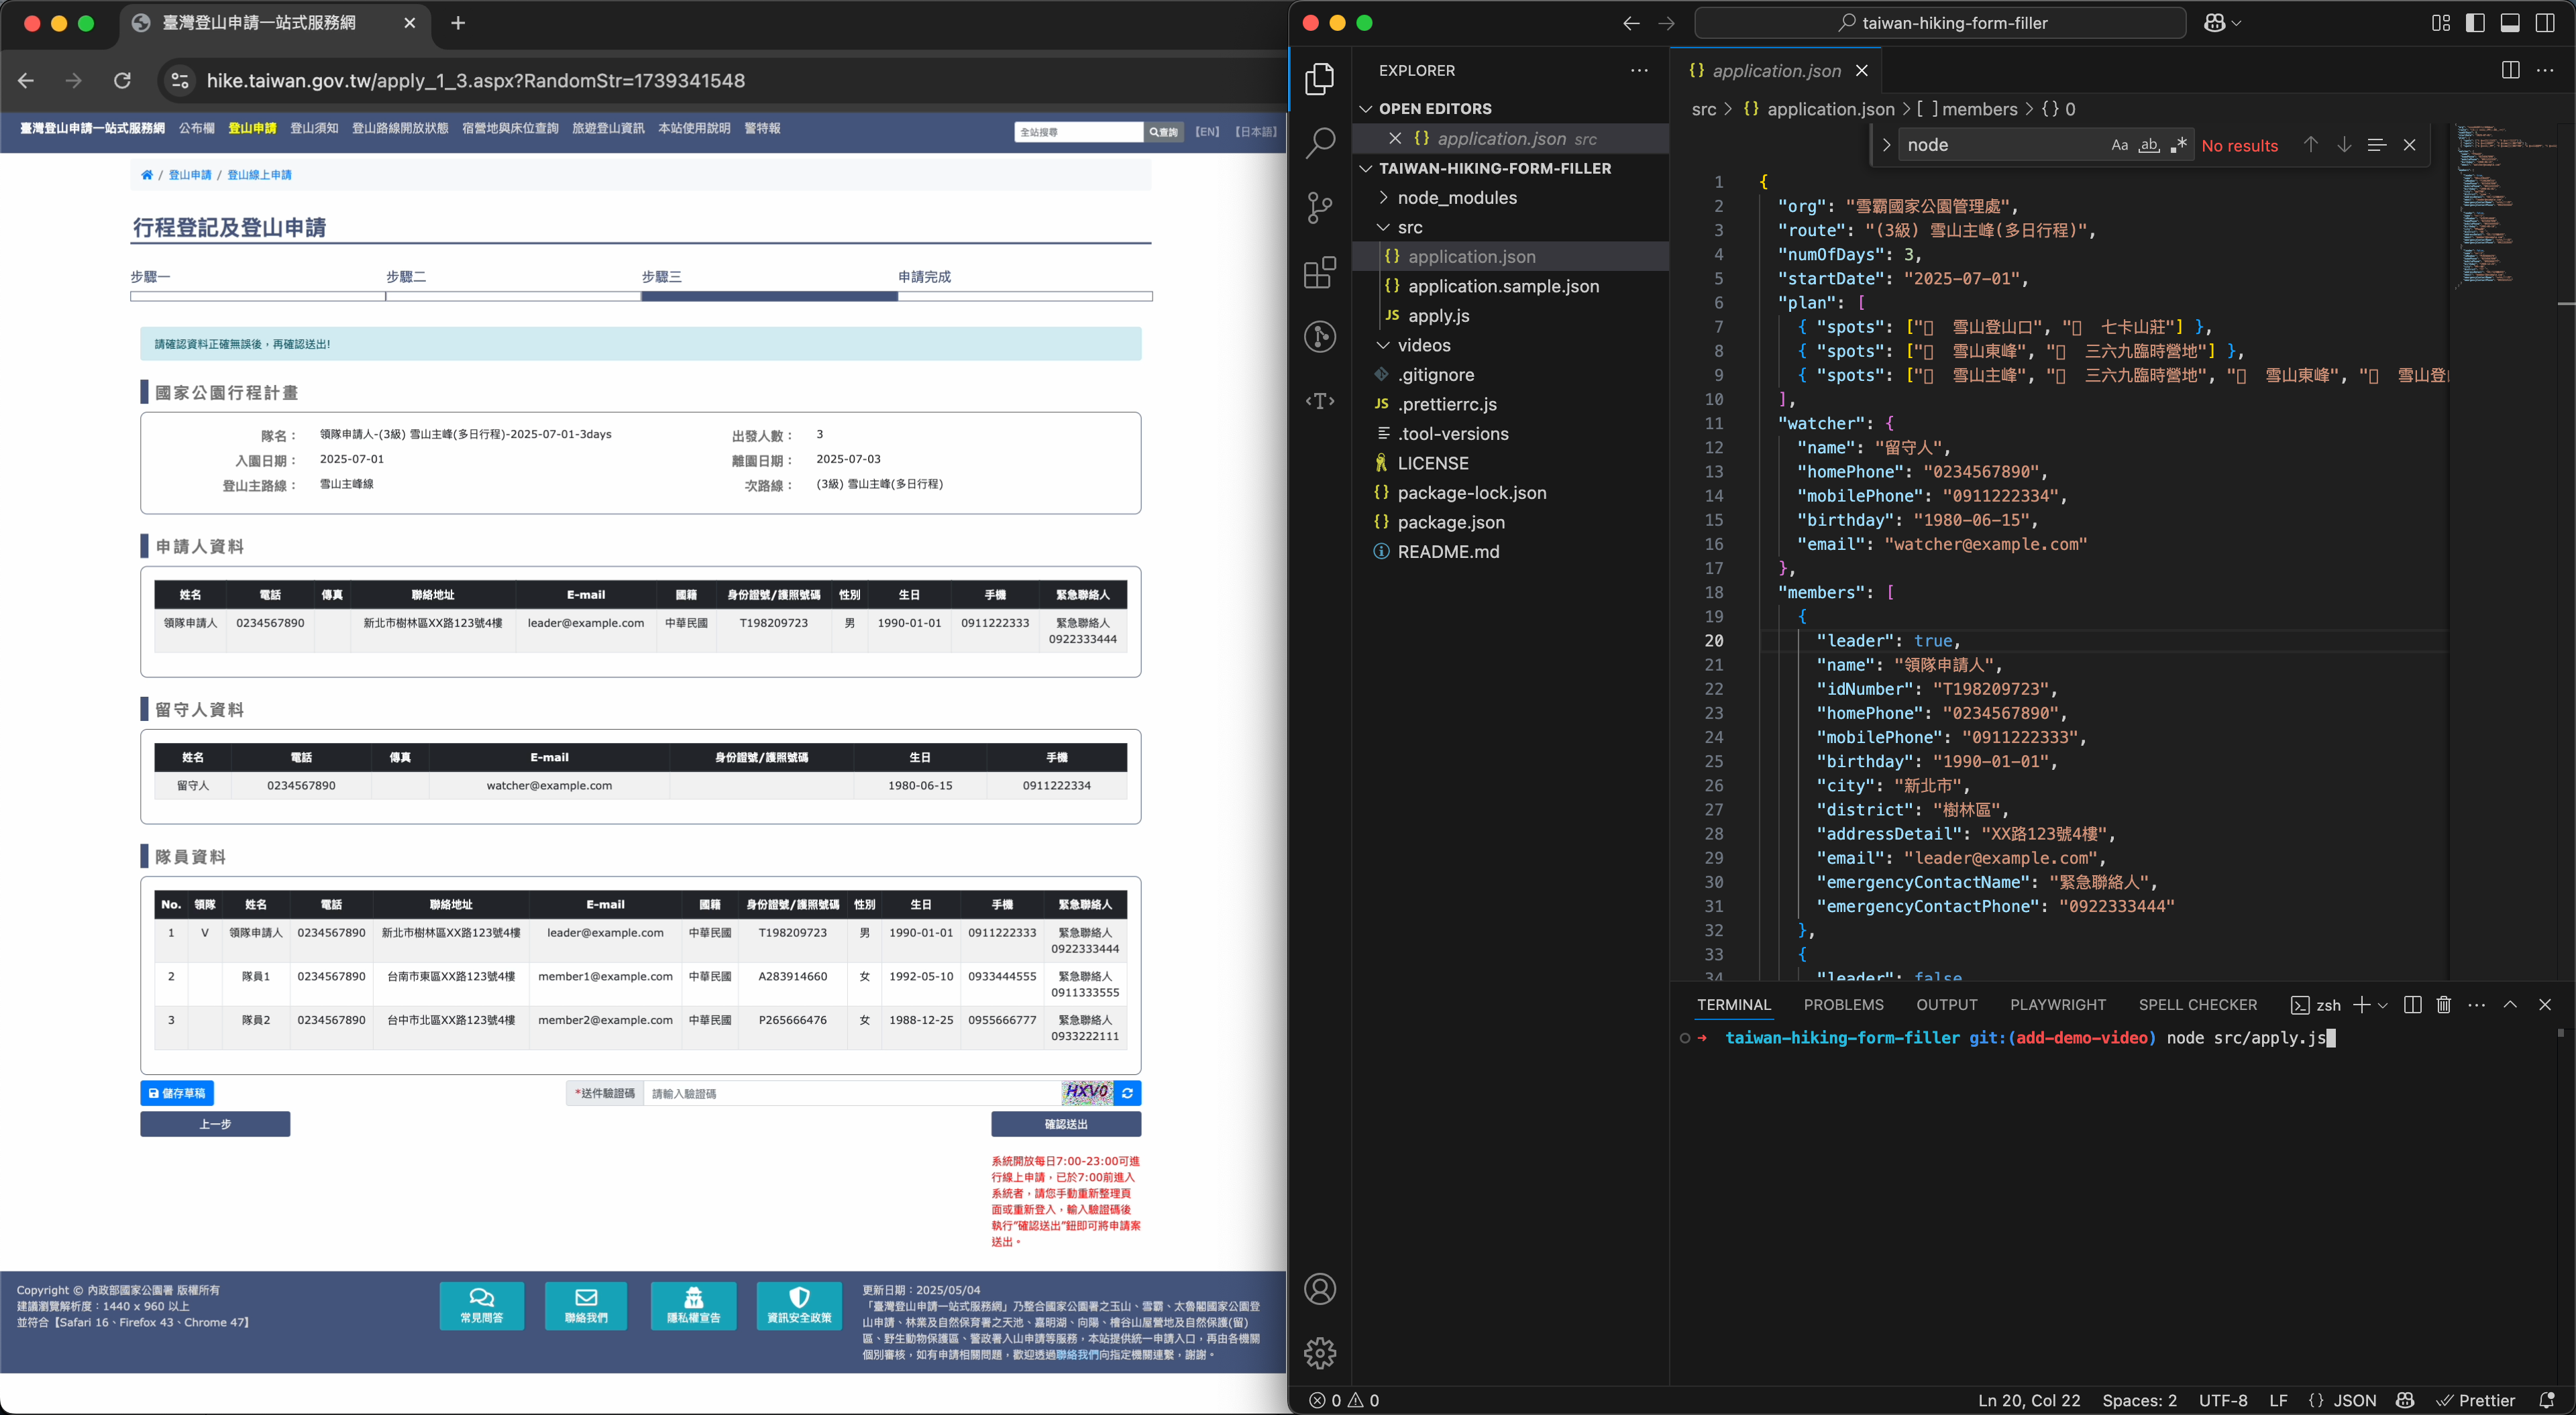 臺灣登山申請一站式服務網
hike.taiwan.gov.tw/apply_1_3.aspx?RandomStr=1739341548
臺灣登山申請一站式服務網 公布欄 登山申請 登山須知 登山路線開放狀態 宿營地與床位查詢 旅遊登山資訊 本站使用說明 警特報 全站搜尋 查詢 【EN】 【日本語】
/ 登山申請 / 登山線上申請
行程登記及登山申請
步驟一 步驟二 步驟三 申請完成
請確認資料正確無誤後，再確認送出!
國家公園行程計畫
隊名： 領隊申請人-(3級) 雪山主峰(多日行程)-2025-07-01-3days 出發人數： 3
入園日期： 2025-07-01 離園日期： 2025-07-03
登山主路線： 雪山主峰線 次路線： (3級) 雪山主峰(多日行程)
申請人資料
姓名 電話 傳真 聯絡地址 E-mail 國籍 身份證號/護照號碼 性別 生日 手機 緊急聯絡人
領隊申請人 0234567890 新北市樹林區XX路123號4樓 leader@example.com 中華民國 T198209723 男 1990-01-01 0911222333 緊急聯絡人
0922333444
留守人資料
姓名 電話 傳真 E-mail 身份證號/護照號碼 生日 手機
留守人 0234567890 watcher@example.com 1980-06-15 0911222334
隊員資料
No. 領隊 姓名 電話 聯絡地址 E-mail 國籍 身份證號/護照號碼 性別 生日 手機 緊急聯絡人
1 V 領隊申請人 0234567890 新北市樹林區XX路123號4樓 leader@example.com 中華民國 T198209723 男 1990-01-01 0911222333 緊急聯絡人
0922333444
2 隊員1 0234567890 台南市東區XX路123號4樓 member1@example.com 中華民國 A283914660 女 1992-05-10 0933444555 緊急聯絡人
0911333555
3 隊員2 0234567890 台中市北區XX路123號4樓 member2@example.com 中華民國 P265666476 女 1988-12-25 0955666777 緊急聯絡人
0933222111
儲存草稿 *送件驗證碼 請輸入驗證碼 HXV0
上一步 確認送出
系統開放每日7:00-23:00可進
行線上申請，已於7:00前進入
系統者，請您手動重新整理頁
面或重新登入，輸入驗證碼後
執行"確認送出"鈕即可將申請案
送出。
Copyright © 內政部國家公園署 版權所有
建議瀏覽解析度：1440 x 960 以上
並符合【Safari 16、Firefox 43、Chrome 47】
常見問答 聯絡我們 隱私權宣告 資訊安全政策
更新日期：2025/05/04
「臺灣登山申請一站式服務網」乃整合國家公園署之玉山、雪霸、太魯閣國家公園登
山申請、林業及自然保育署之天池、嘉明湖、向陽、檜谷山屋營地及自然保護(留)
區、野生動物保護區、警政署入山申請等服務，本站提供統一申請入口，再由各機關
個別審核，如有申請相關問題，歡迎透過聯絡我們向指定機關連繫，謝謝。
taiwan-hiking-form-filler
EXPLORER
OPEN EDITORS
{} application.json src
TAIWAN-HIKING-FORM-FILLER
node_modules
src
{} application.json
{} application.sample.json
JS apply.js
videos
.gitignore
JS .prettierrc.js
.tool-versions
LICENSE
{} package-lock.json
{} package.json
README.md
{} application.json
src > {} application.json > [ ] members > {} 0
node Aa ab .* No results
1 {
2 "org": "雪霸國家公園管理處",
3 "route": "(3級) 雪山主峰(多日行程)",
4 "numOfDays": 3,
5 "startDate": "2025-07-01",
6 "plan": [
7 { "spots": ["▯ 雪山登山口", "▯ 七卡山莊"] },
8 { "spots": ["▯ 雪山東峰", "▯ 三六九臨時營地"] },
9 { "spots": ["▯ 雪山主峰", "▯ 三六九臨時營地", "▯ 雪山東峰", "▯ 雪山登
10 ],
11 "watcher": {
12 "name": "留守人",
13 "homePhone": "0234567890",
14 "mobilePhone": "0911222334",
15 "birthday": "1980-06-15",
16 "email": "watcher@example.com"
17 },
18 "members": [
19 {
20 "leader": true,
21 "name": "領隊申請人",
22 "idNumber": "T198209723",
23 "homePhone": "0234567890",
24 "mobilePhone": "0911222333",
25 "birthday": "1990-01-01",
26 "city": "新北市",
27 "district": "樹林區",
28 "addressDetail": "XX路123號4樓",
29 "email": "leader@example.com",
30 "emergencyContactName": "緊急聯絡人",
31 "emergencyContactPhone": "0922333444"
32 },
33 {
34 "leader": false
TERMINAL PROBLEMS OUTPUT PLAYWRIGHT SPELL CHECKER zsh
→ taiwan-hiking-form-filler git:(add-demo-video) node src/apply.js
0 0 Ln 20, Col 22 Spaces: 2 UTF-8 LF {} JSON Prettier